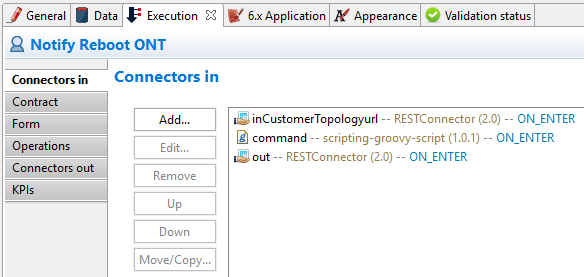 General Data Execution 6.x Application Appearance Validation status
Notify Reboot ONT
Connectors in
Contract
Form
Operations
Connectors out
KPIs
Connectors in
Add...
Edit...
Remove
Up
Down
Move/Copy...
inCustomerTopologyurl -- RESTConnector (2.0) -- ON_ENTER
command -- scripting-groovy-script (1.0.1) -- ON_ENTER
out -- RESTConnector (2.0) -- ON_ENTER